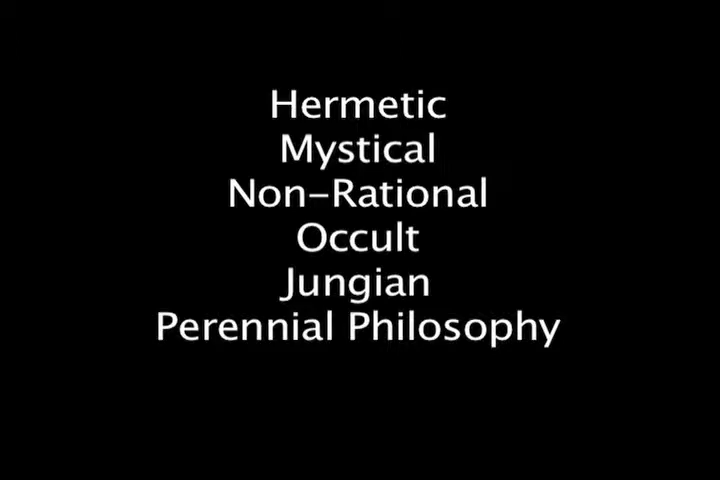 Hermetic
Mystical
Non-Rational
Occult
Jungian
Perennial Philosophy